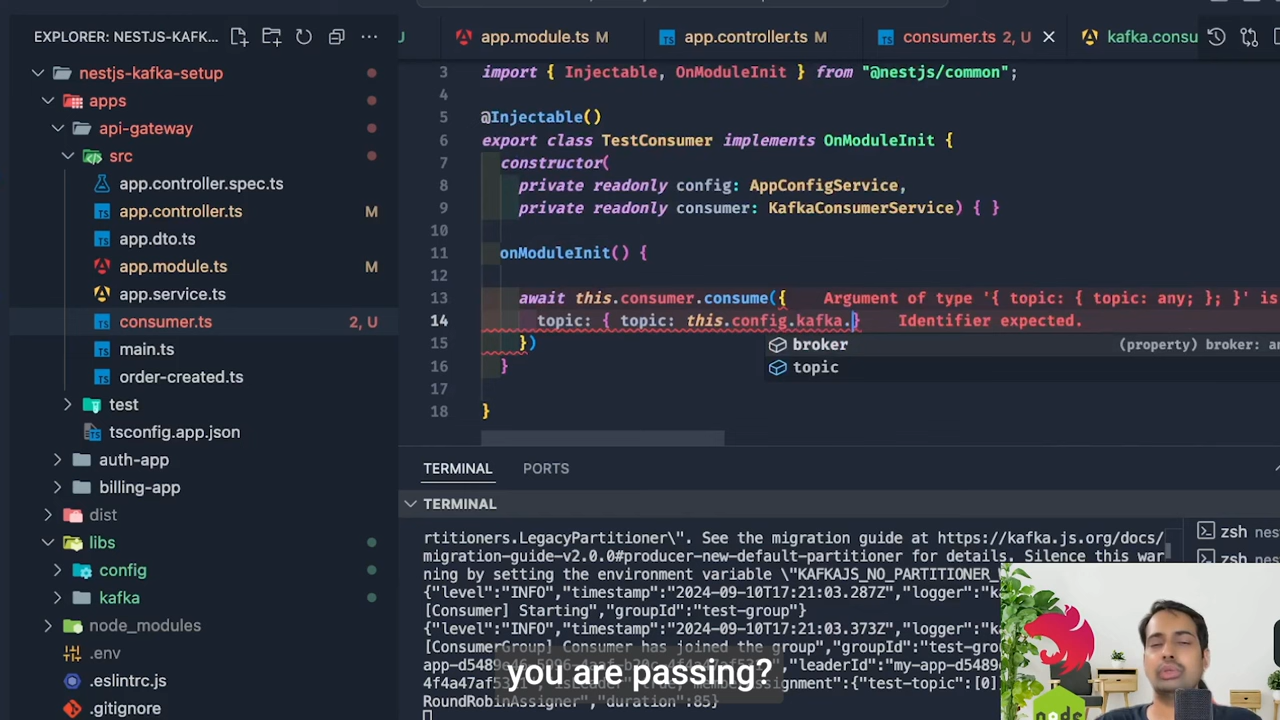 EXPLORER: NESTJS-KAFK...
nestjs-kafka-setup
apps
api-gateway
src
app.controller.spec.ts
app.controller.ts M
app.dto.ts
app.module.ts M
app.service.ts
consumer.ts 2, U
main.ts
order-created.ts
test
tsconfig.app.json
auth-app
billing-app
dist
libs
config
kafka
node_modules
.env
.eslintrc.js
.gitignore
U app.module.ts M app.controller.ts M consumer.ts 2, U kafka.consu
3 import { Injectable, OnModuleInit } from "@nestjs/common";
4
5 @Injectable()
6 export class TestConsumer implements OnModuleInit {
7 constructor(
8 private readonly config: AppConfigService,
9 private readonly consumer: KafkaConsumerService) { }
10
11 onModuleInit() {
12
13 await this.consumer.consume({ Argument of type '{ topic: { topic: any; }; }' is
14 topic: { topic: this.config.kafka.} Identifier expected.
15 })
16 }
17
18 }
broker (property) broker: an
topic
TERMINAL PORTS
TERMINAL
rtitioners.LegacyPartitioner\". See the migration guide at https://kafka.js.org/docs/
migration-guide-v2.0.0#producer-new-default-partitioner for details. Silence this war
ning by setting the environment variable \"KAFKAJS_NO_PARTITIONER_
{"level":"INFO","timestamp":"2024-09-10T17:21:03.287Z","logger":"k
[Consumer] Starting","groupId":"test-group"}
{"level":"INFO","timestamp":"2024-09-10T17:21:03.373Z","logger":"k
[ConsumerGroup] Consumer has joined the group","groupId":"test-gro
"leaderId":"my-app-d
"test-topic":[0]
RoundRobinAssigner","duration":85}
zsh
zsh
you are passing?
node